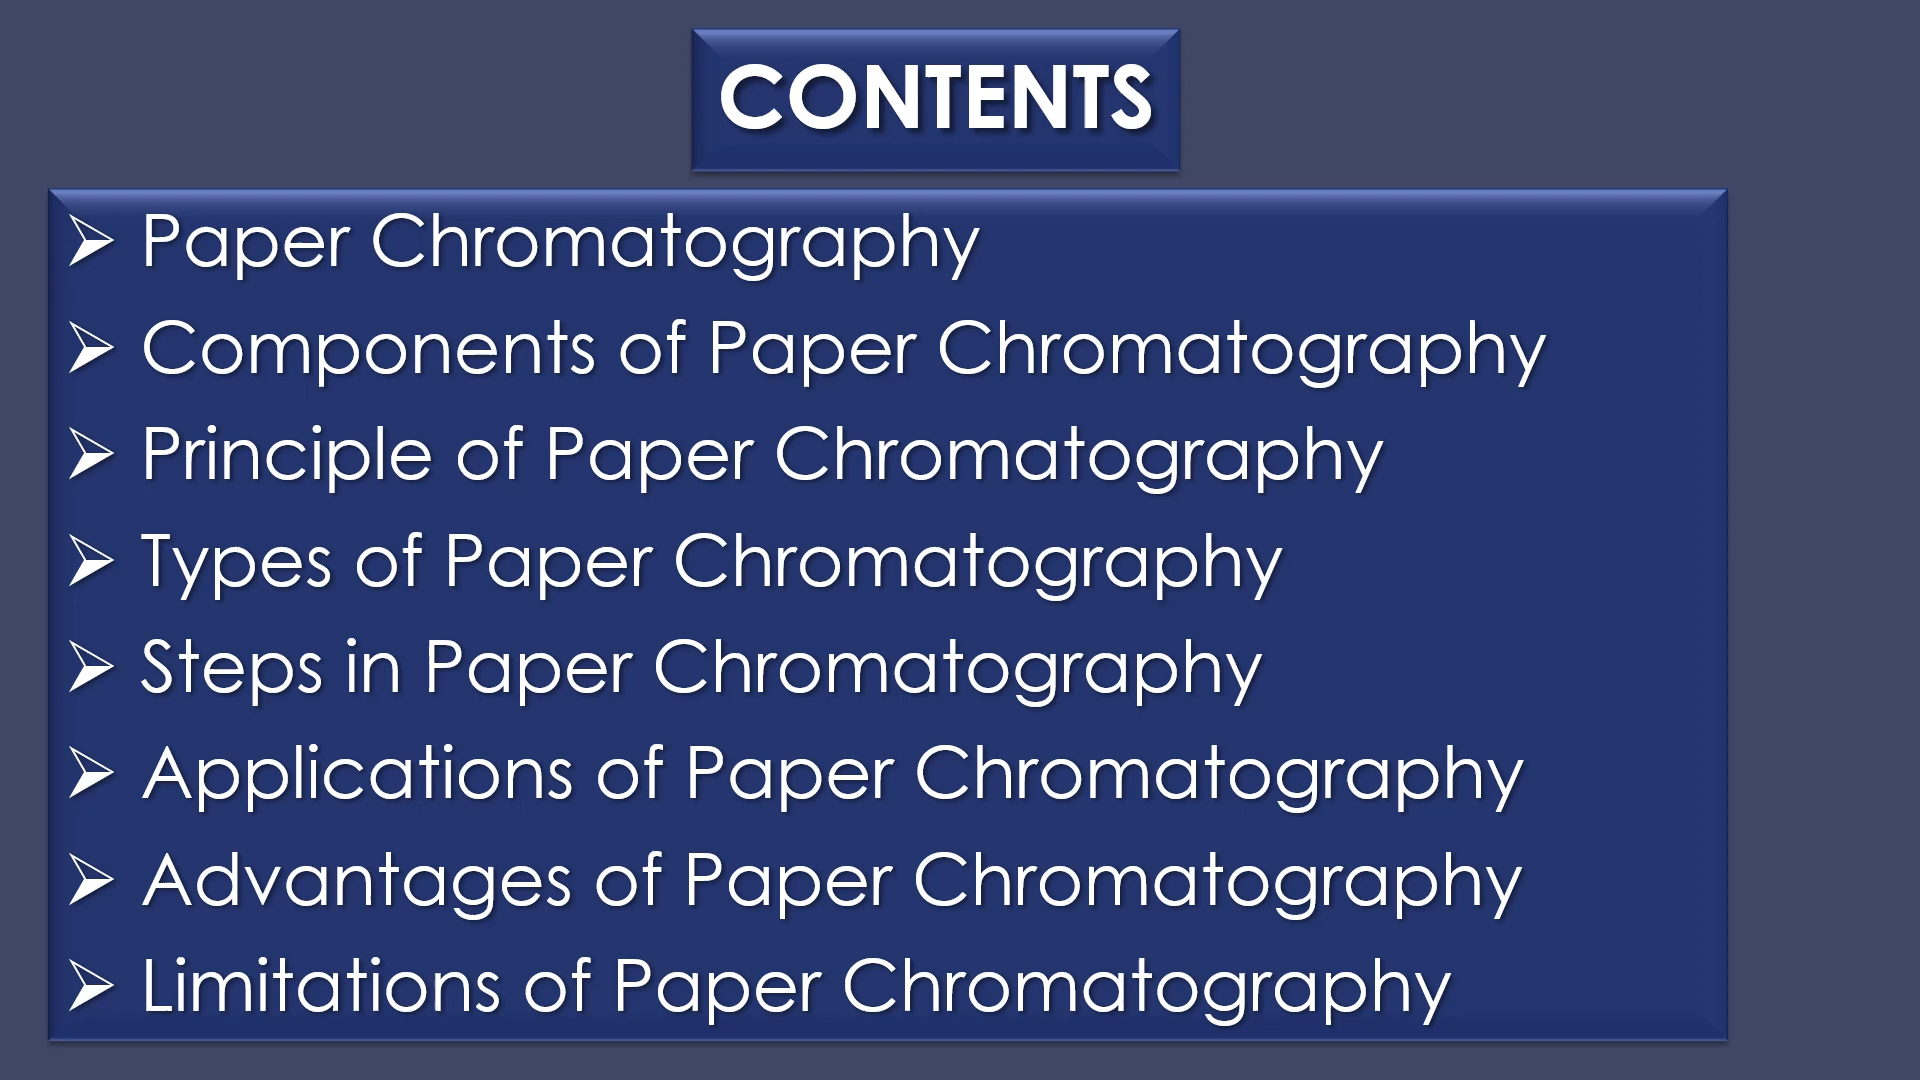 CONTENTS
➢ Paper Chromatography
➢ Components of Paper Chromatography
➢ Principle of Paper Chromatography
➢ Types of Paper Chromatography
➢ Steps in Paper Chromatography
➢ Applications of Paper Chromatography
➢ Advantages of Paper Chromatography
➢ Limitations of Paper Chromatography